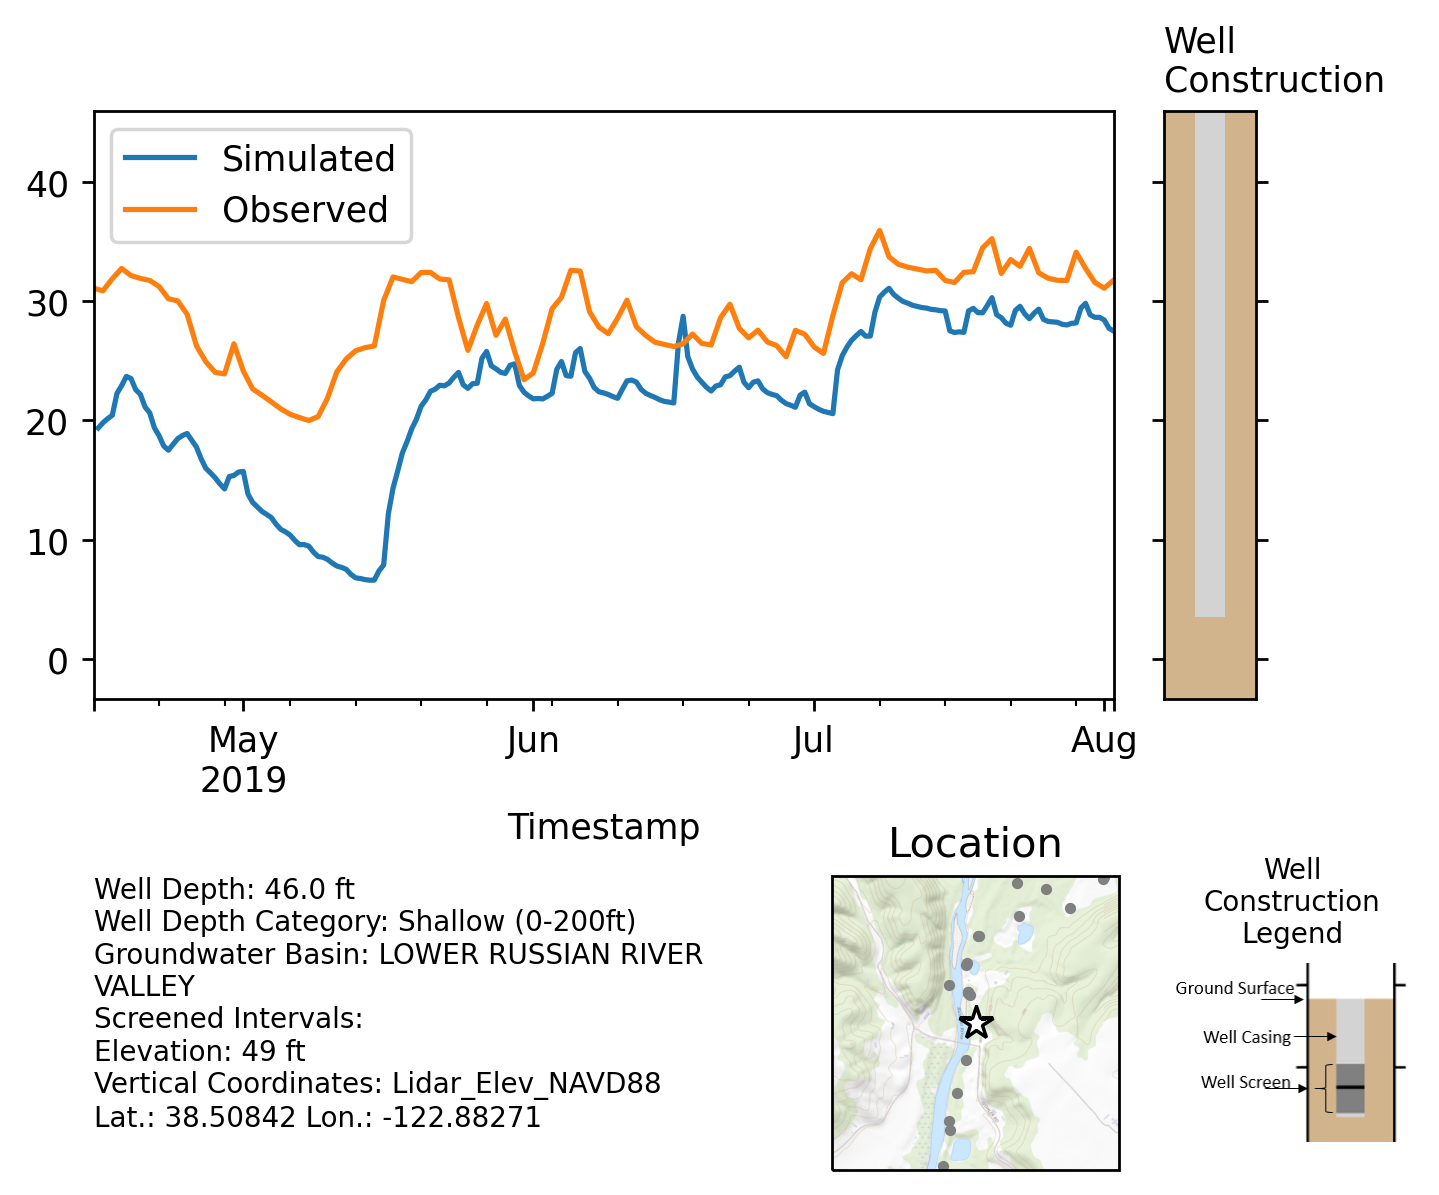 Well
Construction
Simulated
Observed
40
30
20
10
0
May
2019
Jun
Jul
Aug
Timestamp
Well Depth: 46.0 ft
Well Depth Category: Shallow (0-200ft)
Groundwater Basin: LOWER RUSSIAN RIVER
VALLEY
Screened Intervals:
Elevation: 49 ft
Vertical Coordinates: Lidar_Elev_NAVD88
Lat.: 38.50842 Lon.: -122.88271
Location
Well
Construction
Legend
Ground Surface
Well Casing
Well Screen